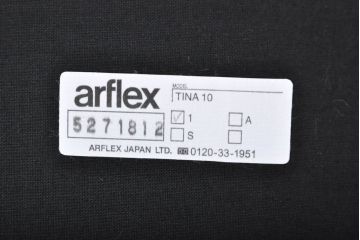 arflex
MODEL
TINA 10
1
A
5271812
S
ARFLEX JAPAN LTD. 0120-33-1951